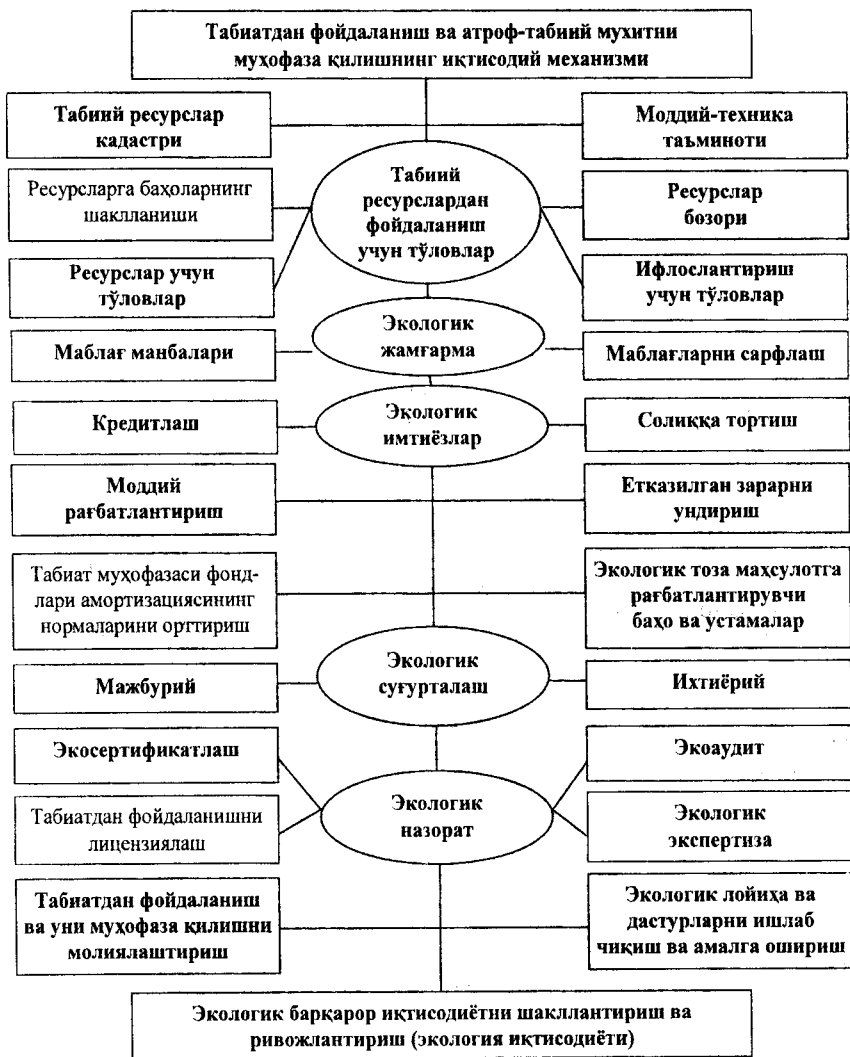 Табиатдан фойдаланиш ва атроф-табиий мухитни
муҳофаза қилишнинг иқтисодий механизми
Табиий ресурслар
кадастри
Моддий-техника
таъминоти
Табиий
ресурслардан
фойдаланиш
учун тўловлар
Ресурсларга баҳоларнинг
шаклланиши
Ресурслар
бозори
Ресурслар учун
тўловлар
Ифлослантириш
учун тўловлар
Экологик
жамғарма
Маблағ манбалари
Маблағларни сарфлаш
Экологик
имтиёзлар
Кредитлаш
Солиққа тортиш
Моддий
рағбатлантириш
Етказилган зарарни
ундириш
Табиат муҳофазаси фонд-
лари амортизациясининг
нормаларини орттириш
Экологик тоза маҳсулотга
рағбатлантирувчи
баҳо ва устамалар
Экологик
суғурталаш
Мажбурий
Ихтиёрий
Экосертификатлаш
Экоаудит
Экологик
назорат
Табиатдан фойдаланишни
лицензиялаш
Экологик
экспертиза
Табиатдан фойдаланиш
ва уни муҳофаза қилишни
молиялаштириш
Экологик лойиҳа ва
дастурларни ишлаб
чиқиш ва амалга ошириш
Экологик барқарор иқтисодиётни шакллантириш ва
ривожлантириш (экология иқтисодиёти)